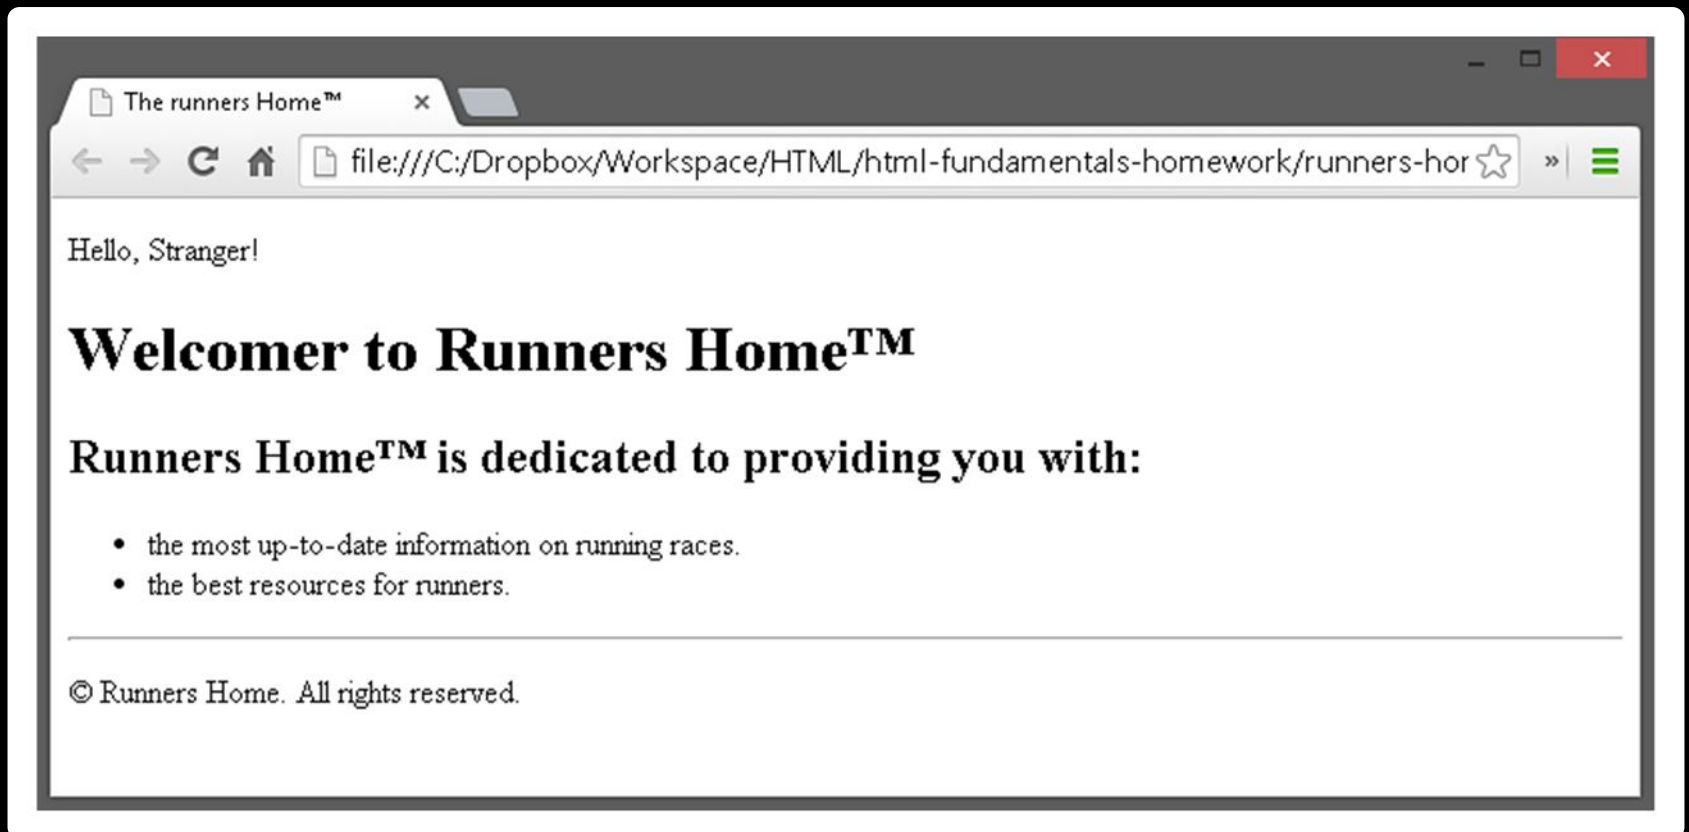 The runners Home™
file:///C:/Dropbox/Workspace/HTML/html-fundamentals-homework/runners-hor
Hello, Stranger!
Welcomer to Runners Home™
Runners Home™ is dedicated to providing you with:
• the most up-to-date information on running races.
• the best resources for runners.
© Runners Home. All rights reserved.